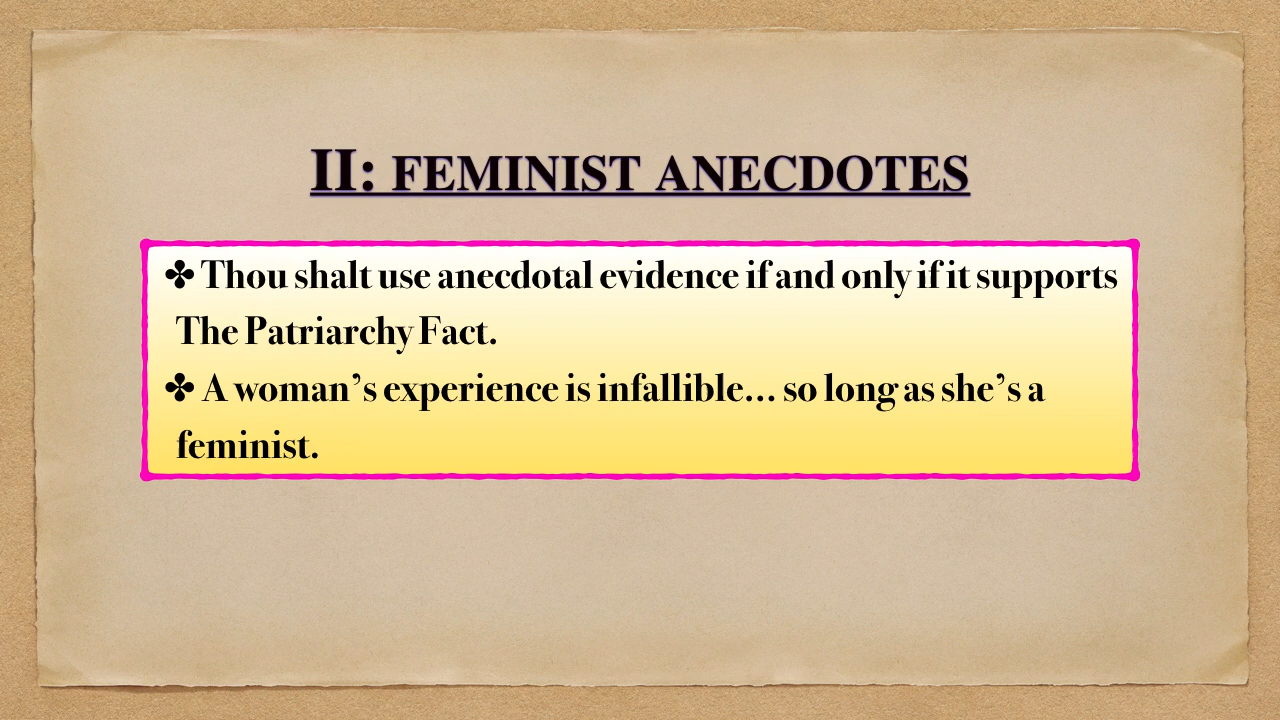 II: FEMINIST ANECDOTES
✤ Thou shalt use anecdotal evidence if and only if it supports
The Patriarchy Fact.
✤ A woman’s experience is infallible… so long as she’s a
feminist.